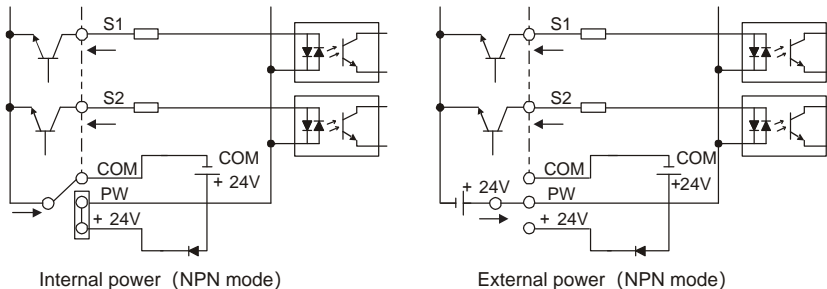 S1
S2
COM
COM
+ 24V
PW
+ 24V
Internal power (NPN mode)
S1
S2
COM
COM
+24V
+ 24V
PW
+ 24V
External power (NPN mode)